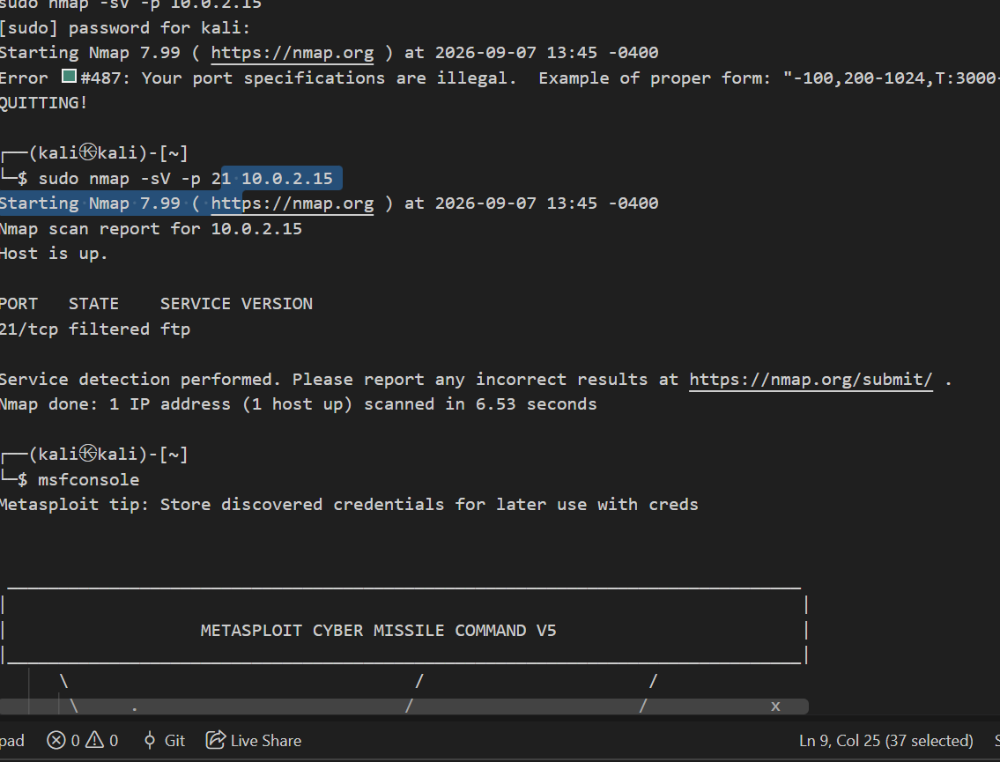 sudo nmap -sV -p 10.0.2.15
[sudo] password for kali:
Starting Nmap 7.99 ( https://nmap.org ) at 2026-09-07 13:45 -0400
Error #487: Your port specifications are illegal.  Example of proper form: "-100,200-1024,T:3000-
QUITTING!
┌──(kali㉿kali)-[~]
└─$ sudo nmap -sV -p 21 10.0.2.15
Starting Nmap 7.99 ( https://nmap.org ) at 2026-09-07 13:45 -0400
Nmap scan report for 10.0.2.15
Host is up.
PORT   STATE    SERVICE VERSION
21/tcp filtered ftp
Service detection performed. Please report any incorrect results at https://nmap.org/submit/ .
Nmap done: 1 IP address (1 host up) scanned in 6.53 seconds
┌──(kali㉿kali)-[~]
└─$ msfconsole
Metasploit tip: Store discovered credentials for later use with creds
METASPLOIT CYBER MISSILE COMMAND V5
\ / /
\ . / / x
pad 0 0 Git Live Share Ln 9, Col 25 (37 selected) S